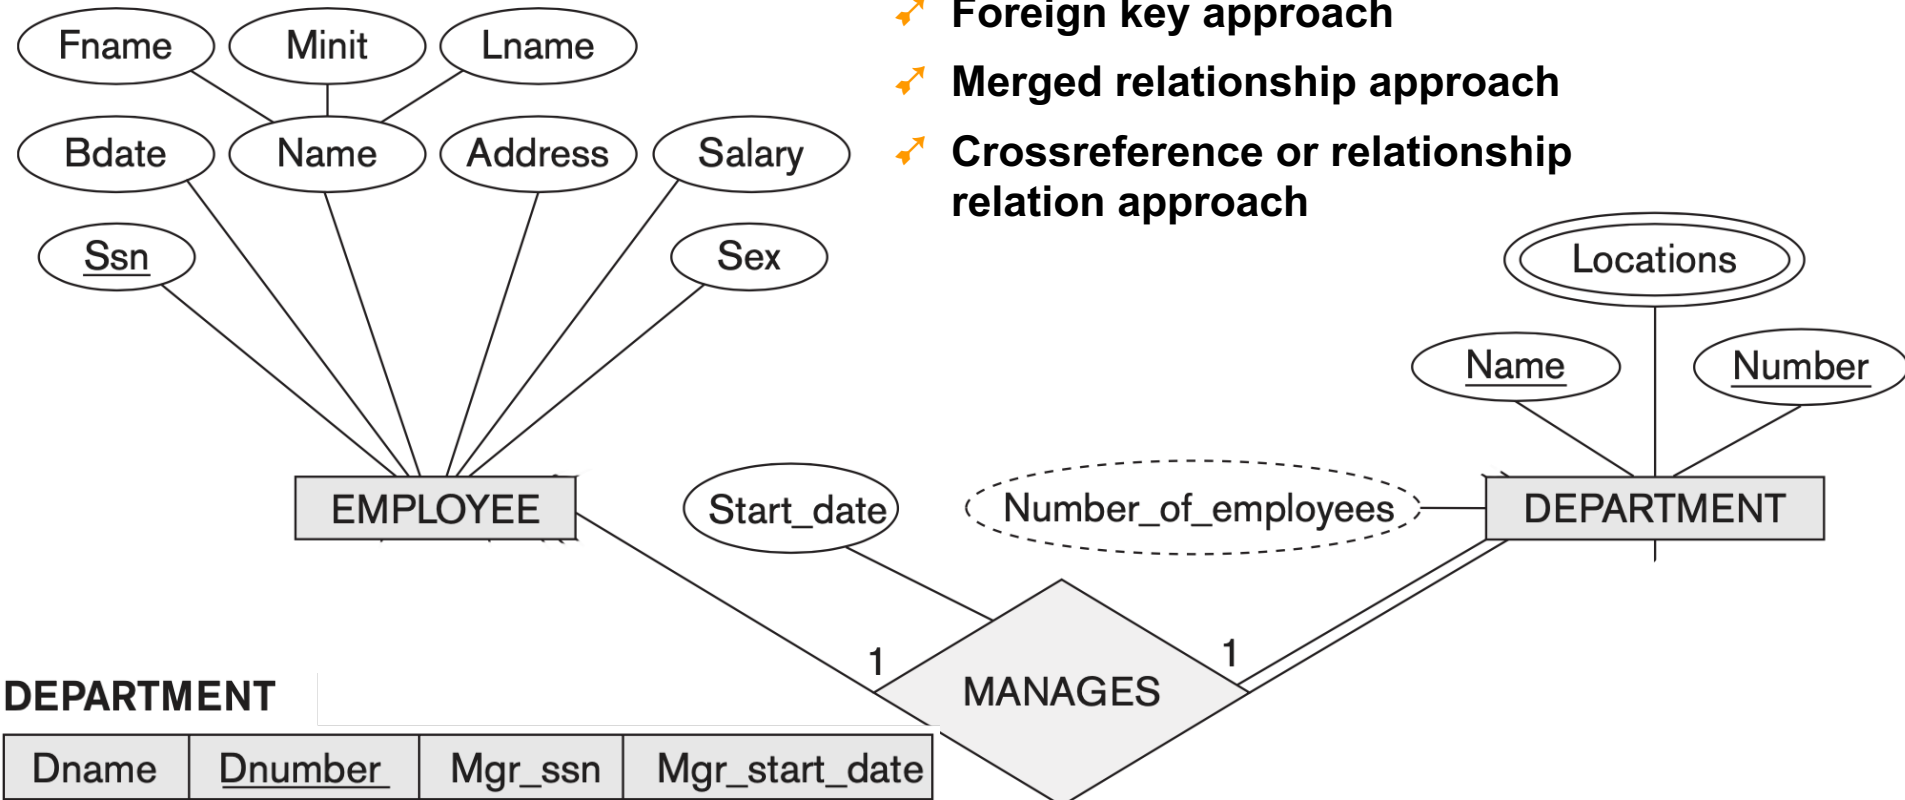 Foreign key approach
Merged relationship approach
Crossreference or relationship
relation approach
Fname
Minit
Lname
Bdate
Name
Address
Salary
Ssn
Sex
Locations
Name
Number
EMPLOYEE
Start_date
Number_of_employees
DEPARTMENT
1
1
MANAGES
DEPARTMENT
Dname Dnumber Mgr_ssn Mgr_start_date